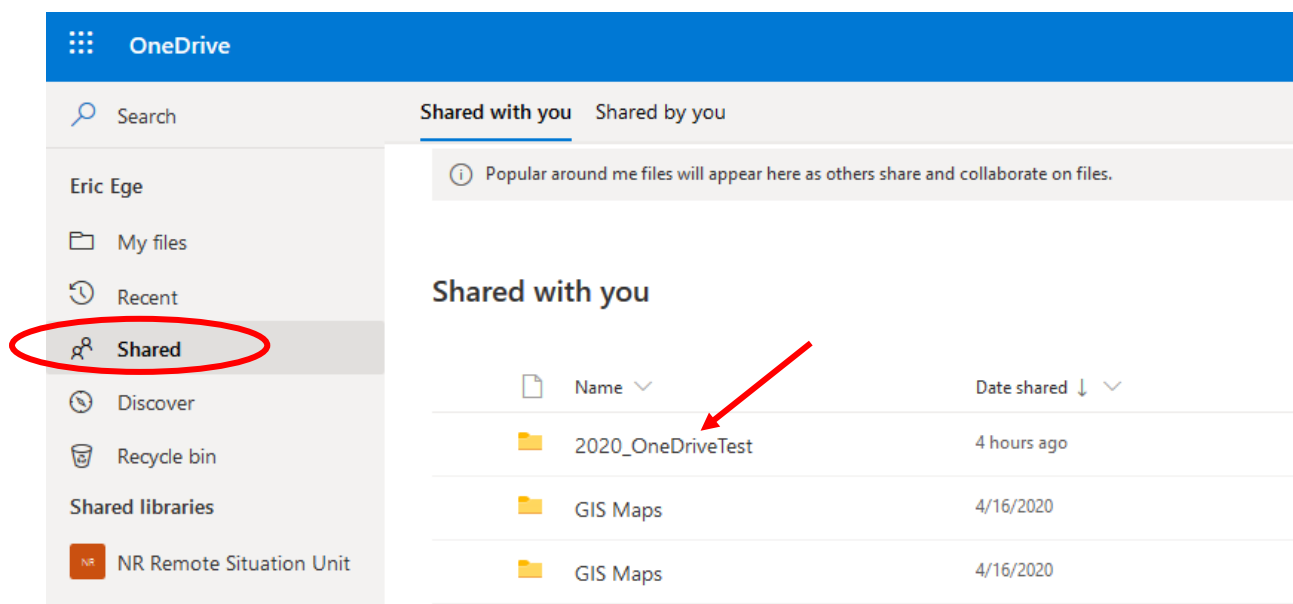 OneDrive
Search
Shared with you Shared by you
Popular around me files will appear here as others share and collaborate on files.
Eric Ege
My files
Recent
Shared
Discover
Recycle bin
Shared libraries
NR NR Remote Situation Unit
Shared with you
Name Date shared
2020_OneDriveTest 4 hours ago
GIS Maps 4/16/2020
GIS Maps 4/16/2020